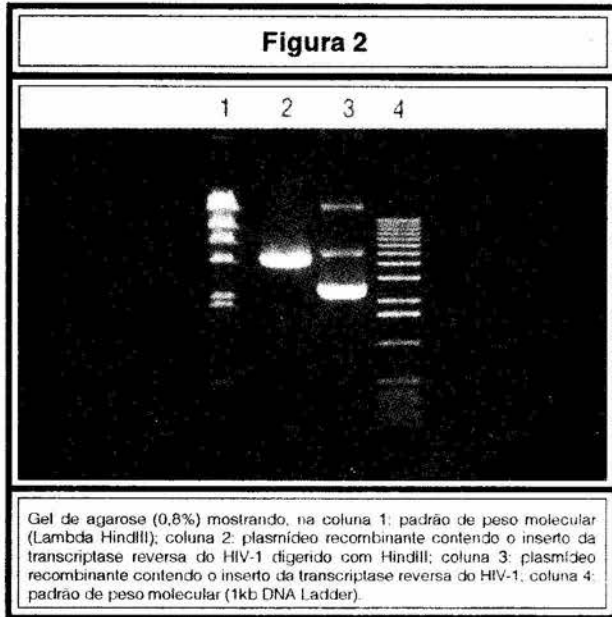 Figura 2
1 2 3 4
Gel de agarose (0,8%) mostrando, na coluna 1: padrão de peso molecular
(Lambda HindIII); coluna 2: plasmídeo recombinante contendo o inserto da
transcriptase reversa do HIV-1 digerido com HindIII; coluna 3: plasmídeo
recombinante contendo o inserto da transcriptase reversa do HIV-1; coluna 4:
padrão de peso molecular (1kb DNA Ladder).